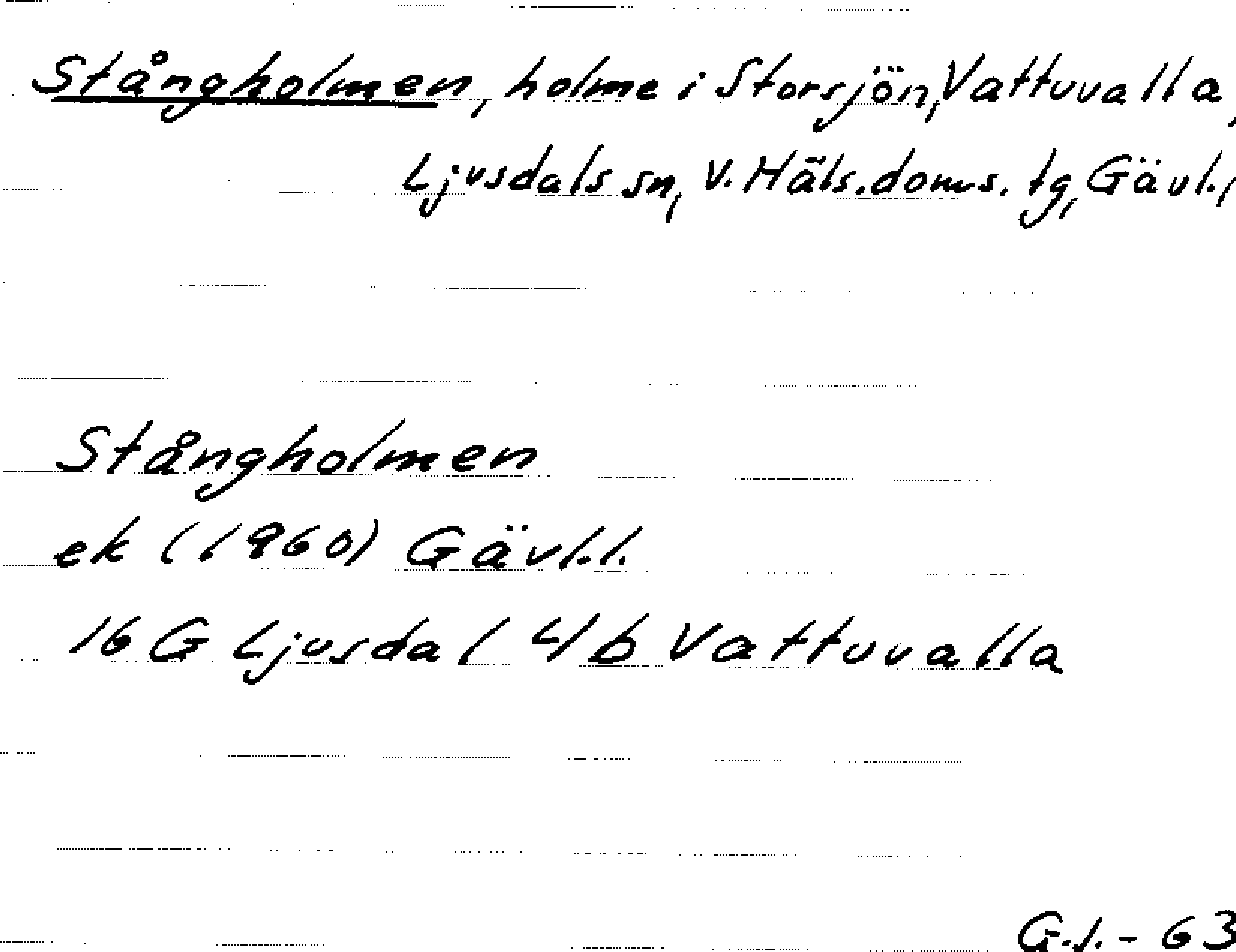 Stångholmen, holme i Storsjön, Vattuvalla,
Ljusdals sn, V. Häls. doms. tg, Gävl.,
Stångholmen
ek (1960) Gävl.l.
16 G Ljusdal 4/b Vattuvalla
G.J. - 63